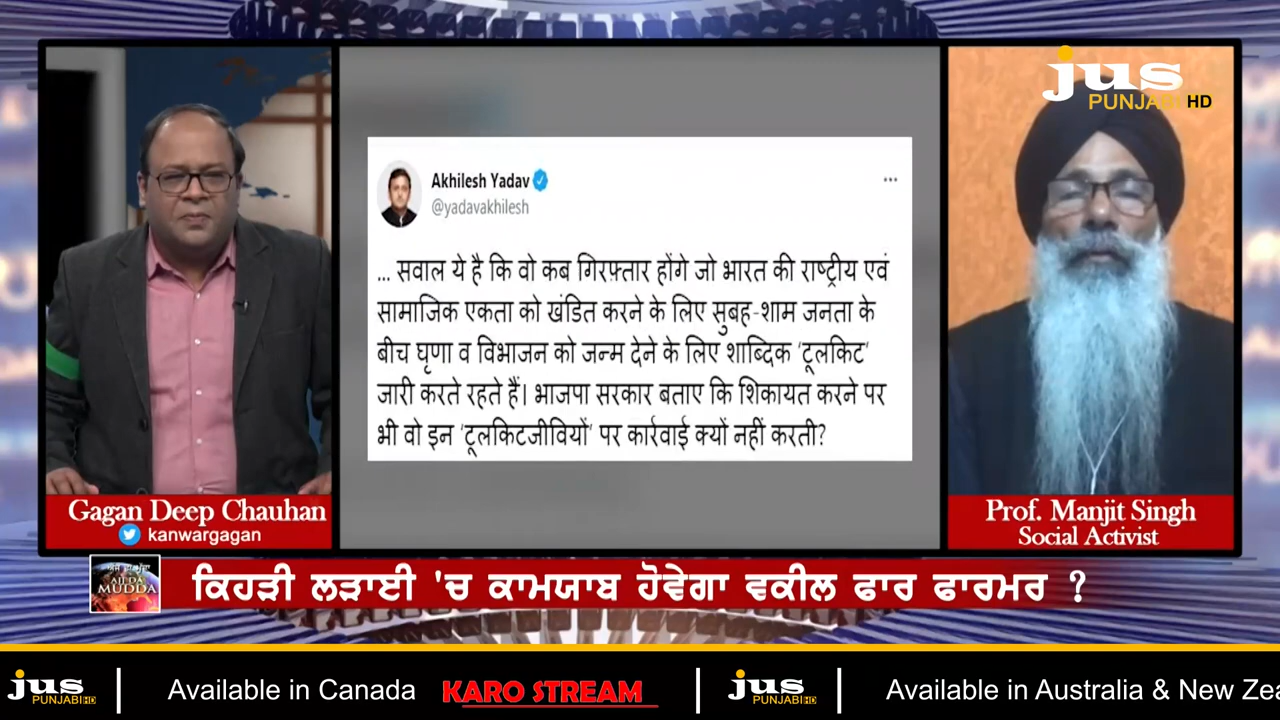 jus
PUNJABI HD
Akhilesh Yadav
@yadavakhilesh
... सवाल ये है कि वो कब गिरफ़्तार होंगे जो भारत की राष्ट्रीय एवं
सामाजिक एकता को खंडित करने के लिए सुबह-शाम जनता के
बीच घृणा व विभाजन को जन्म देने के लिए शाब्दिक ‘टूलकिट’
जारी करते रहते हैं। भाजपा सरकार बताए कि शिकायत करने पर
भी वो इन ‘टूलकिटजीवियों’ पर कार्रवाई क्यों नहीं करती?
Gagan Deep Chauhan
kanwargagan
Prof. Manjit Singh
Social Activist
ਅੱਜ ਦਾ ਮੁੱਦਾ
AJJ DA
MUDDA
ਕਿਹੜੀ ਲੜਾਈ 'ਚ ਕਾਮਯਾਬ ਹੋਵੇਗਾ ਵਕੀਲ ਫਾਰ ਫਾਰਮਰ ?
jus PUNJABI HD | Available in Canada KARO STREAM | jus PUNJABI HD | Available in Australia & New Zea